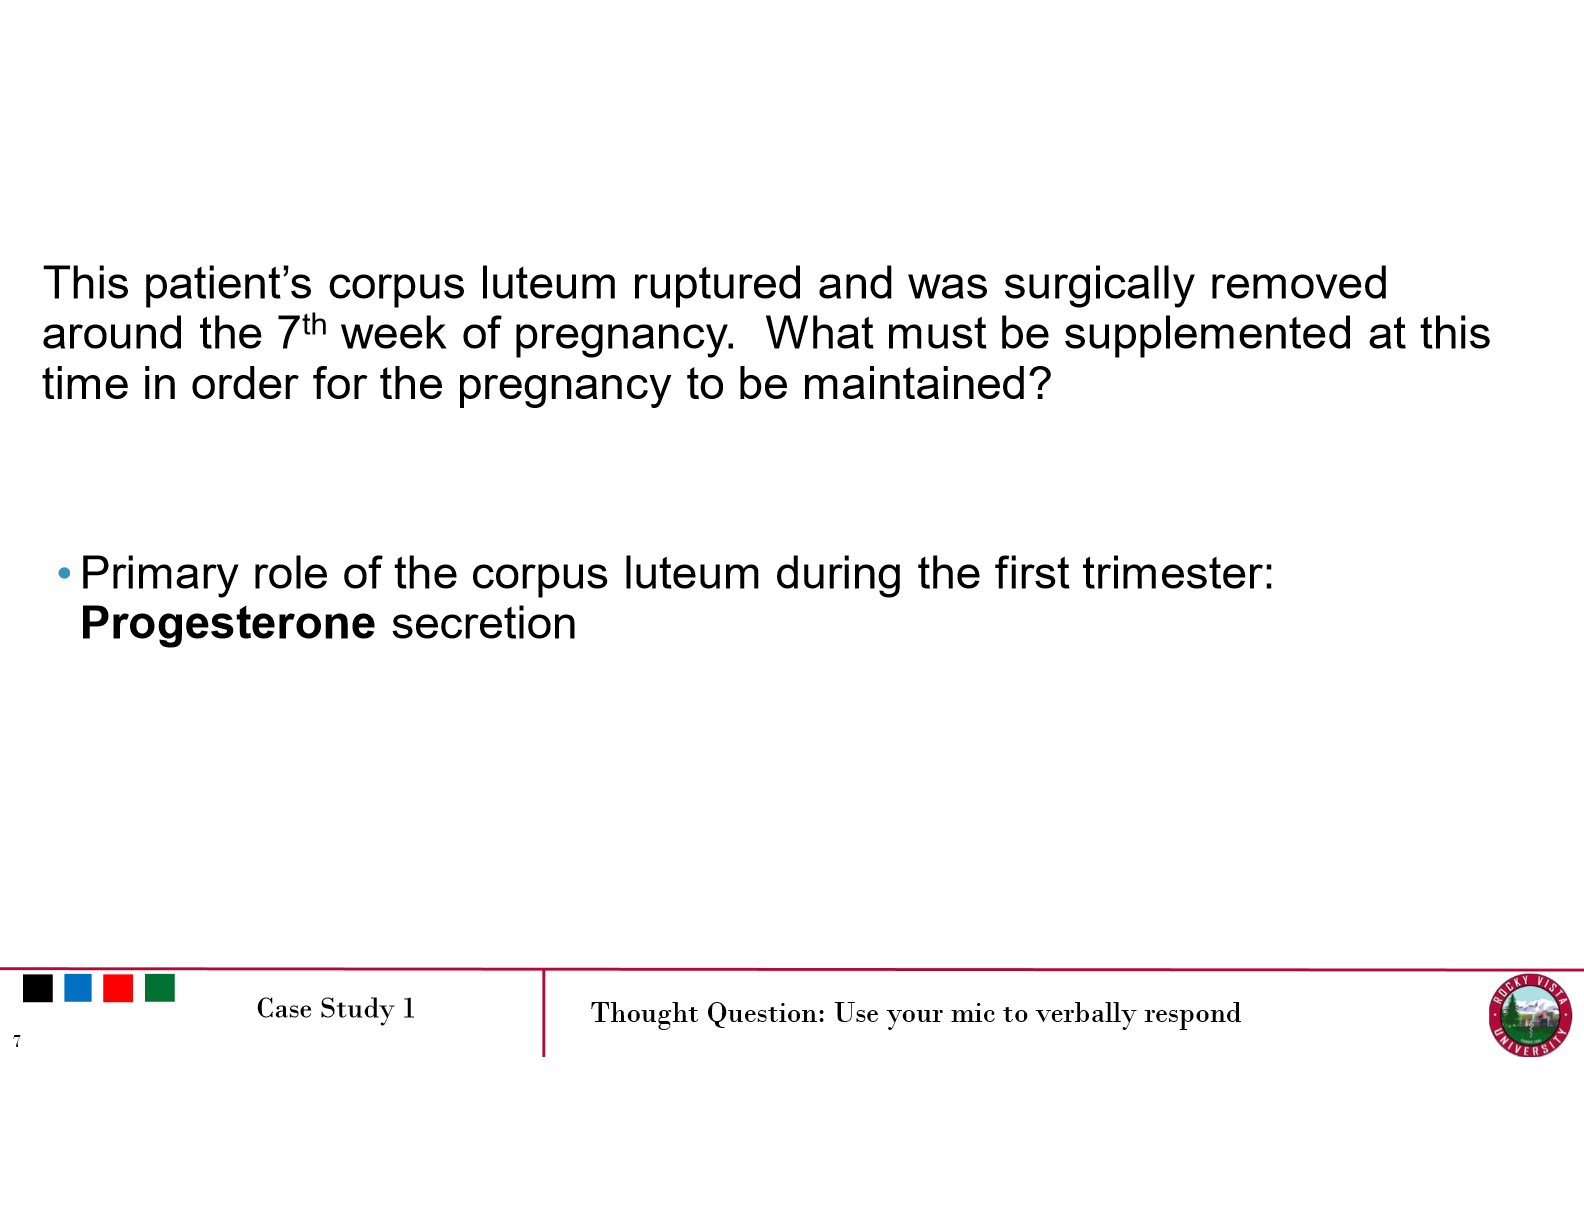 This patient’s corpus luteum ruptured and was surgically removed
around the 7th week of pregnancy.  What must be supplemented at this
time in order for the pregnancy to be maintained?
• Primary role of the corpus luteum during the first trimester:
Progesterone secretion
Case Study 1
Thought Question: Use your mic to verbally respond
7
ROCKY VISTA
UNIVERSITY